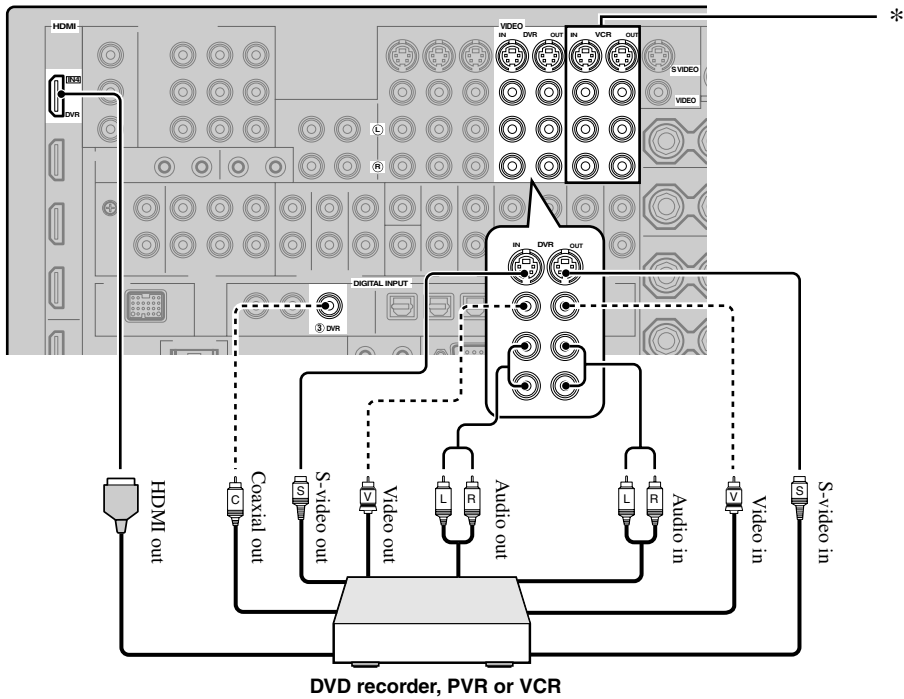 *
HDMI
VIDEO
IN DVR OUT
IN VCR OUT
IN4
DVR
S VIDEO
VIDEO
L
R
IN DVR OUT
DIGITAL INPUT
③ DVR
C
S
V
L
R
L
R
V
S
HDMI out
Coaxial out
S-video out
Video out
Audio out
Audio in
Video in
S-video in
DVD recorder, PVR or VCR